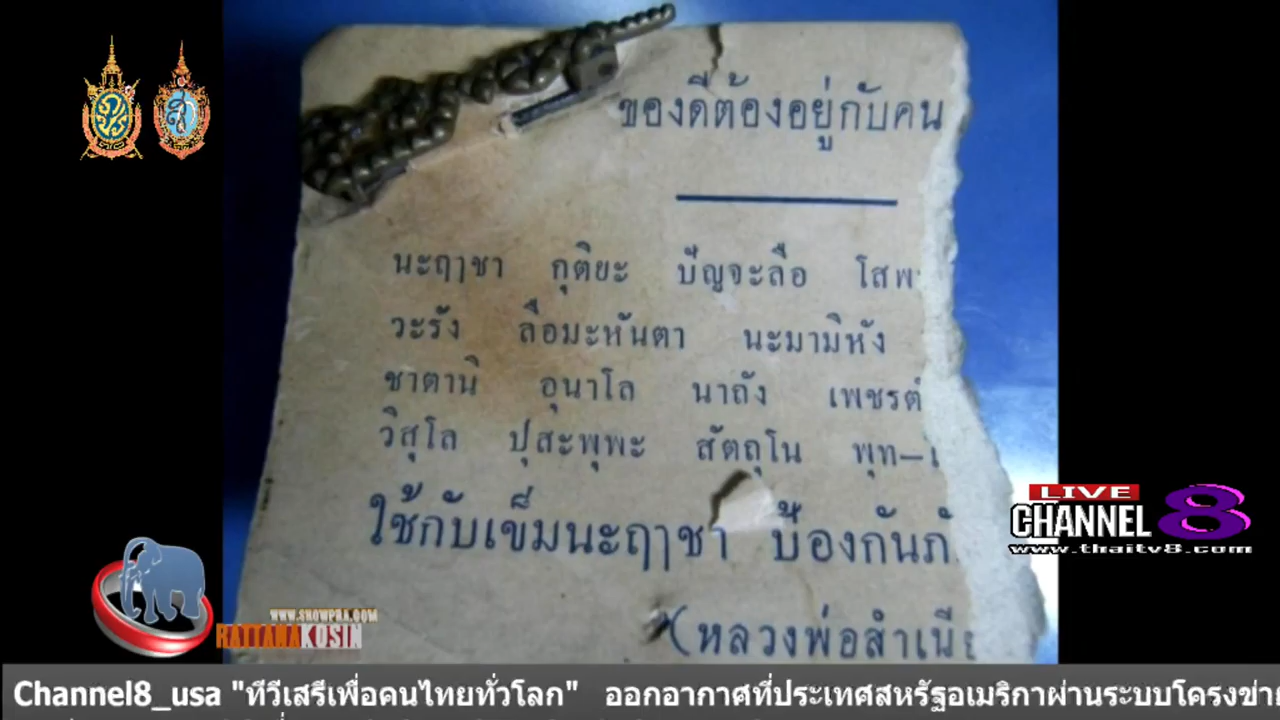 ของดีต้องอยู่กับคน
นะฤๅชา กุติยะ ปัญจะลือ โสพ
วะรัง ลือมะหันตา นะมามิหัง
ชาตานิ อุนาโล นาถัง เพชรตํ
วิสุโล ปุสะพุพะ สัตถุโน พุท–
ใช้กับเข็มนะฤๅชา ป้องกันภั
(หลวงพ่อสำเนีย
LIVE
CHANNEL 8
www.thaitv8.com
WWW.SHOWPRA.COM
RATTANAKOSIN
Channel8_usa "ทีวีเสรีเพื่อคนไทยทั่วโลก" ออกอากาศที่ประเทศสหรัฐอเมริกาผ่านระบบโครงข่าย